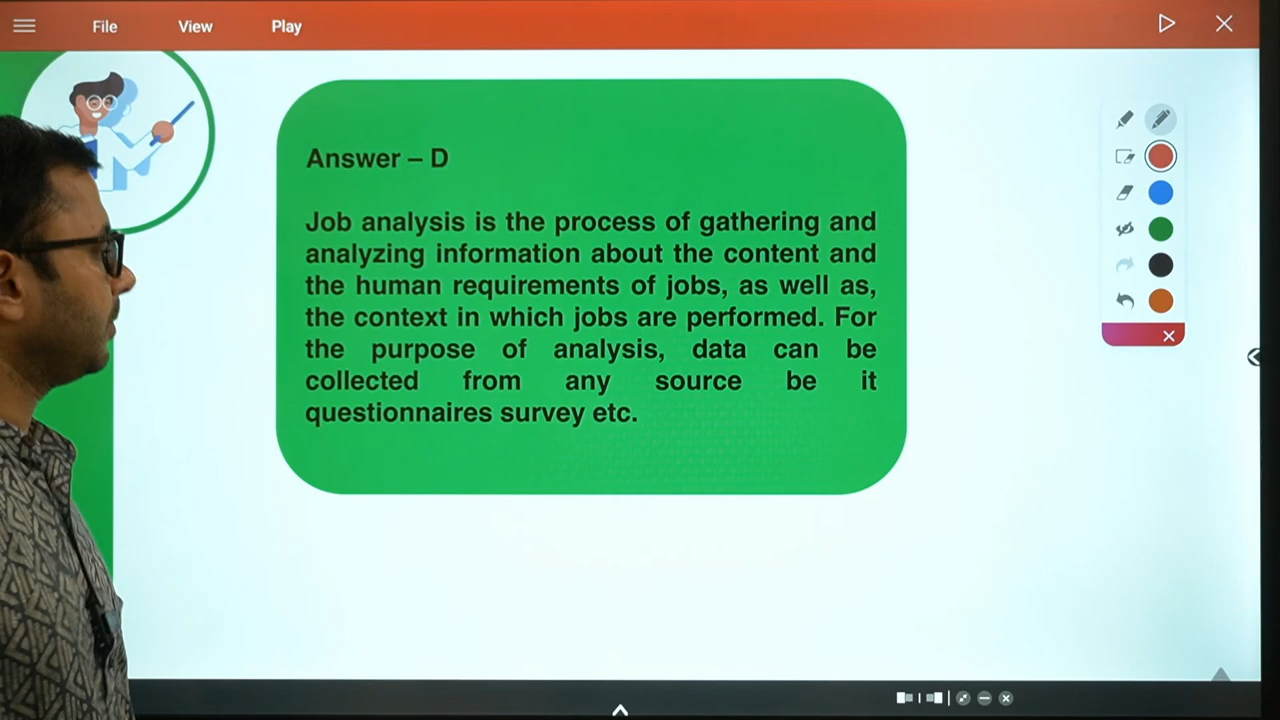 File View Play
Answer – D
Job analysis is the process of gathering and
analyzing information about the content and
the human requirements of jobs, as well as,
the context in which jobs are performed. For
the purpose of analysis, data can be
collected from any source be it
questionnaires survey etc.